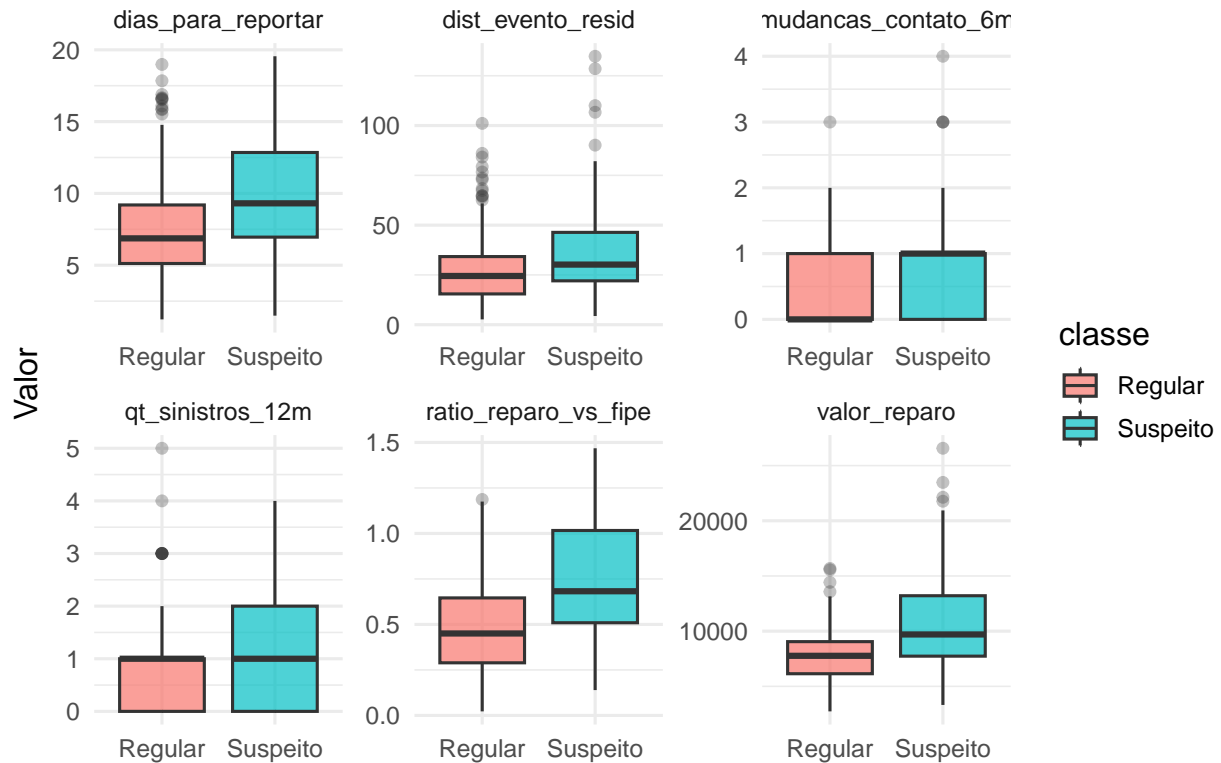 dias_para_reportar
dist_evento_resid
mudancas_contato_6m
20
15
10
5
100
50
0
4
3
2
1
0
Regular Suspeito
Regular Suspeito
Regular Suspeito
Valor
qt_sinistros_12m
ratio_reparo_vs_fipe
valor_reparo
5
4
3
2
1
0
1.5
1.0
0.5
0.0
20000
10000
Regular Suspeito
Regular Suspeito
Regular Suspeito
classe
Regular
Suspeito